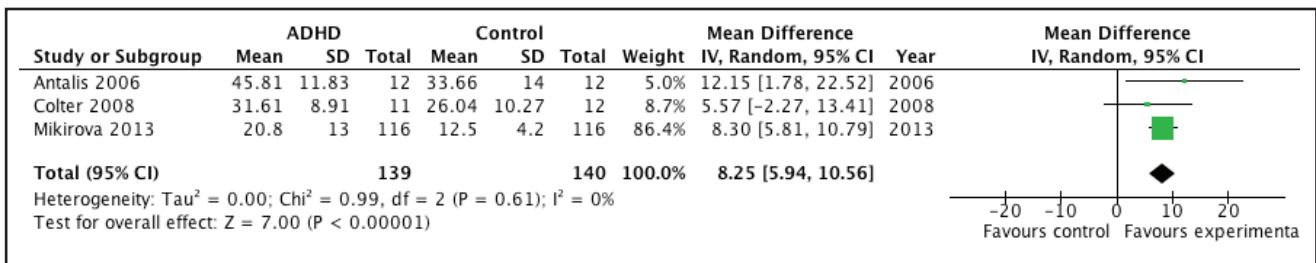 ADHD Control Mean Difference Mean Difference
Study or Subgroup Mean SD Total Mean SD Total Weight IV, Random, 95% CI Year IV, Random, 95% CI
Antalis 2006 45.81 11.83 12 33.66 14 12 5.0% 12.15 [1.78, 22.52] 2006
Colter 2008 31.61 8.91 11 26.04 10.27 12 8.7% 5.57 [-2.27, 13.41] 2008
Mikirova 2013 20.8 13 116 12.5 4.2 116 86.4% 8.30 [5.81, 10.79] 2013
Total (95% CI) 139 140 100.0% 8.25 [5.94, 10.56]
Heterogeneity: Tau² = 0.00; Chi² = 0.99, df = 2 (P = 0.61); I² = 0%
Test for overall effect: Z = 7.00 (P < 0.00001)
-20 -10 0 10 20
Favours control Favours experimenta